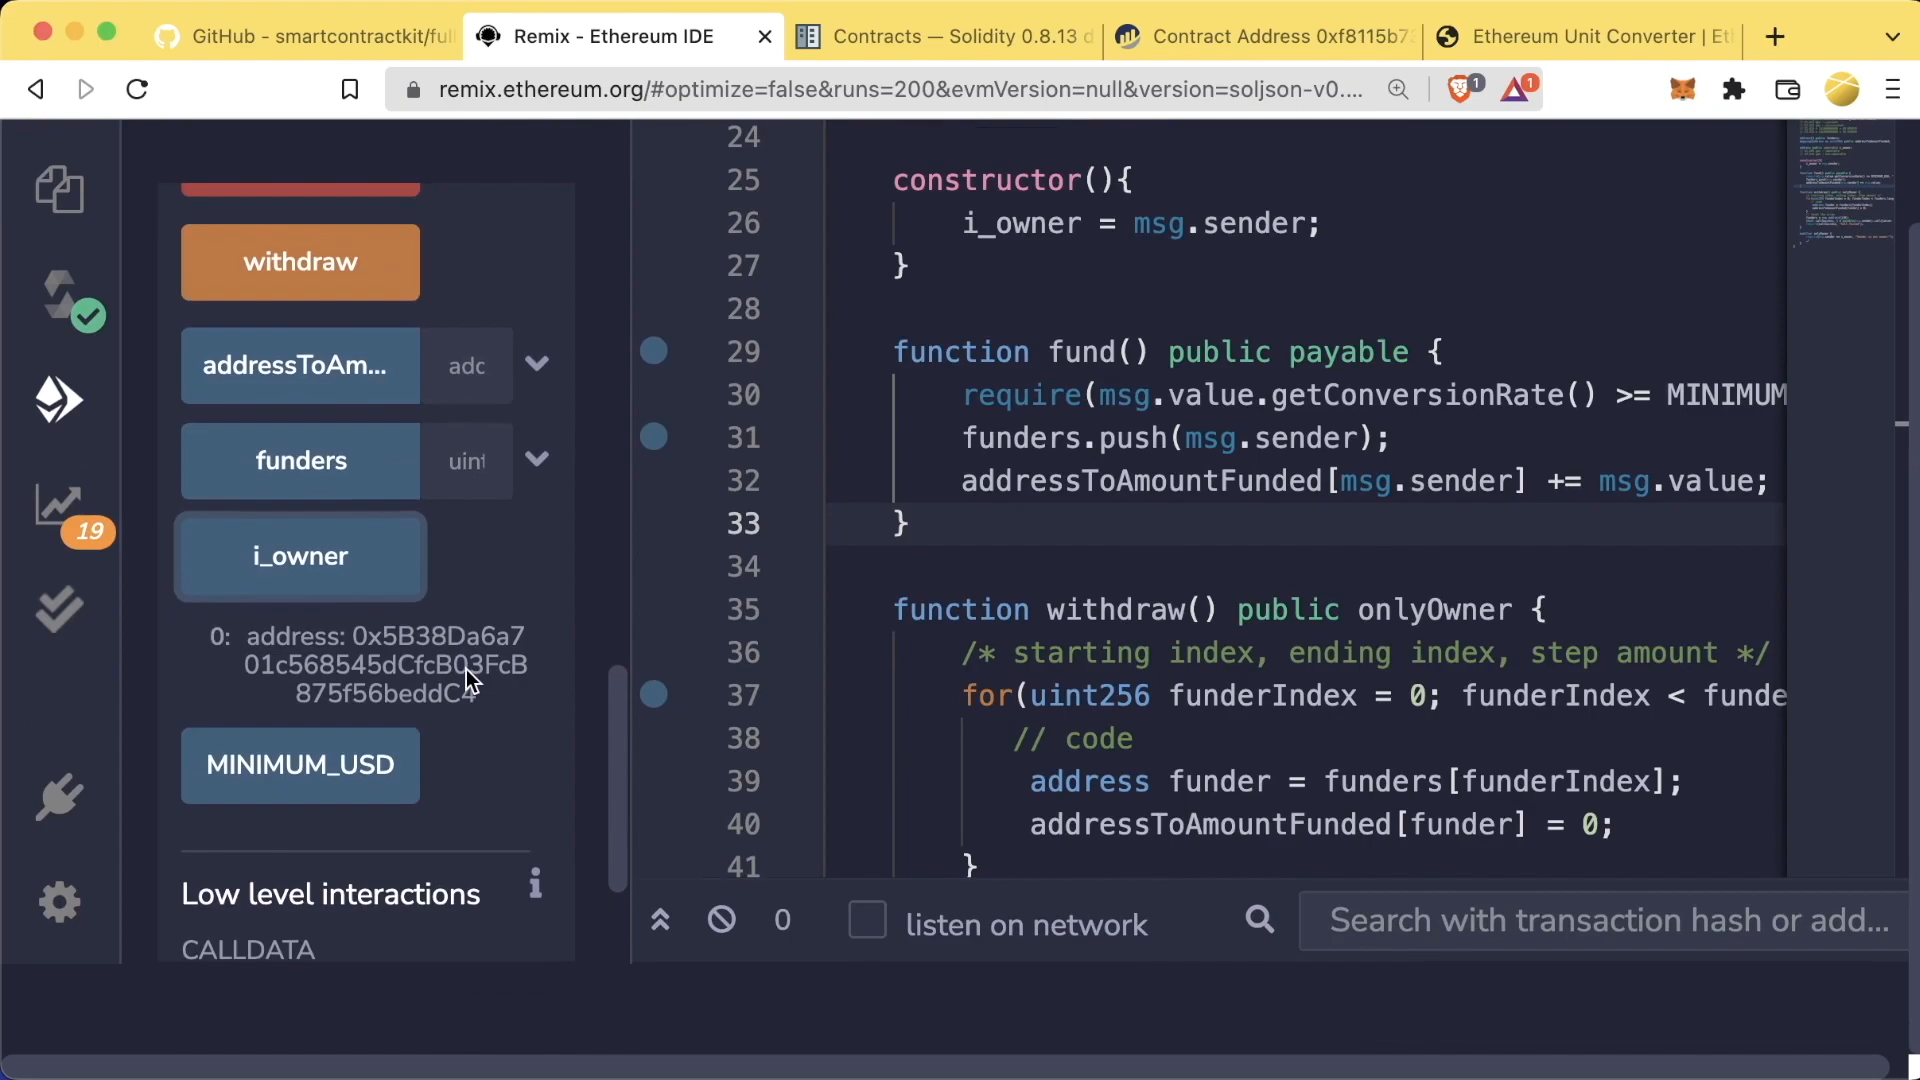 GitHub - smartcontractkit/full
Remix - Ethereum IDE
Contracts — Solidity 0.8.13 d
Contract Address 0xf8115b73
Ethereum Unit Converter | Et
remix.ethereum.org/#optimize=false&runs=200&evmVersion=null&version=soljson-v0....
1
1
withdraw
addressToAm...
adc
funders
uint
i_owner
0: address: 0x5B38Da6a7
01c568545dCfcB03FcB
875f56beddC4
MINIMUM_USD
Low level interactions
i
CALLDATA
19
24
25 constructor(){
26 i_owner = msg.sender;
27 }
28
29 function fund() public payable {
30 require(msg.value.getConversionRate() >= MINIMUM
31 funders.push(msg.sender);
32 addressToAmountFunded[msg.sender] += msg.value;
33 }
34
35 function withdraw() public onlyOwner {
36 /* starting index, ending index, step amount */
37 for(uint256 funderIndex = 0; funderIndex < funde
38 // code
39 address funder = funders[funderIndex];
40 addressToAmountFunded[funder] = 0;
41 }
0
listen on network
Search with transaction hash or add...